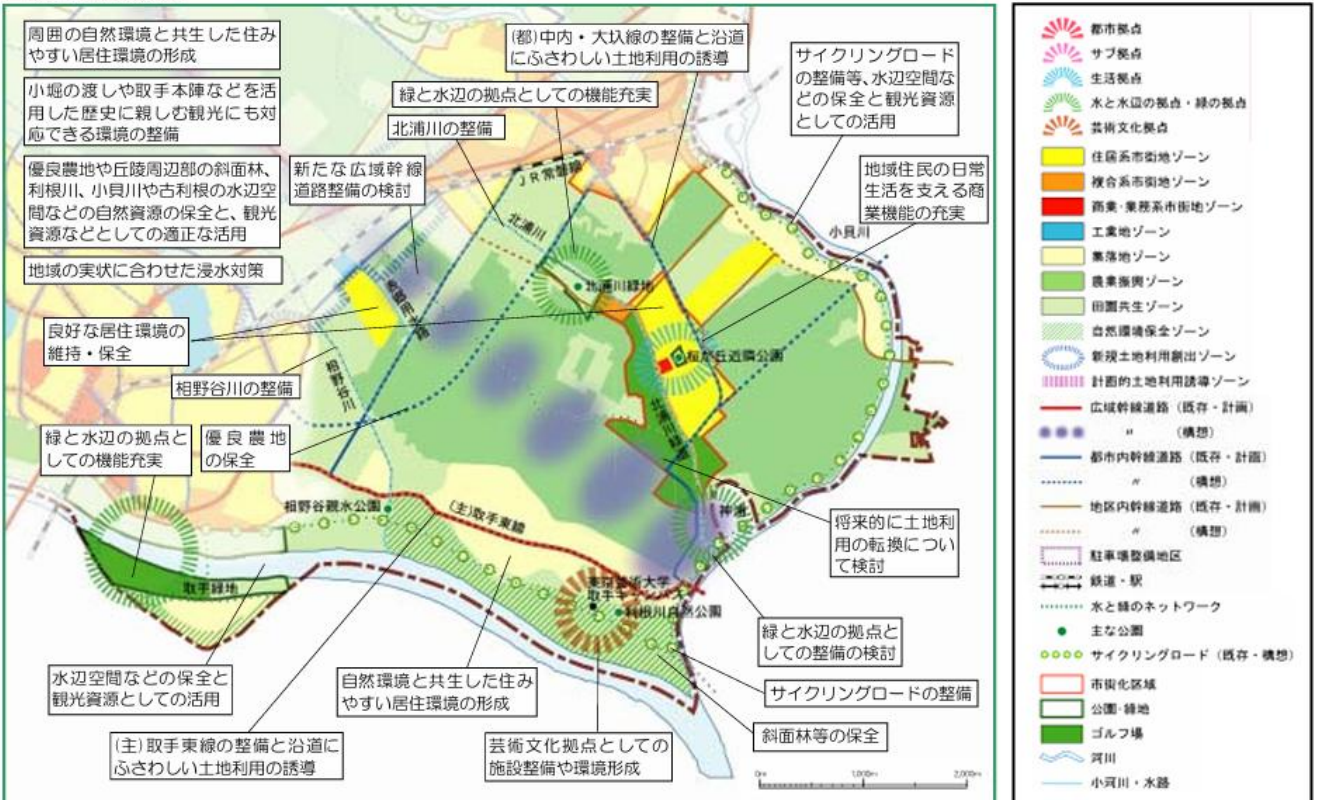 周囲の自然環境と共生した住み
やすい居住環境の形成
小堀の渡しや取手本陣などを活
用した歴史に親しむ観光にも対
応できる環境の整備
優良農地や丘陵周辺部の斜面林、
利根川、小貝川や古利根の水辺空
間などの自然資源の保全と、観光
資源などとしての適正な活用
地域の実状に合わせた浸水対策
(都)中内・大圦線の整備と沿道
にふさわしい土地利用の誘導
緑と水辺の拠点としての機能充実
北浦川の整備
新たな広域幹線
道路整備の検討
サイクリングロード
の整備等、水辺空間な
どの保全と観光資源
としての活用
地域住民の日常
生活を支える商
業機能の充実
JR常磐線
北浦川
小貝川
北浦川緑地
桜が丘近隣公園
良好な居住環境の
維持・保全
相野谷川の整備
相野谷川
北浦川緑地
緑と水辺の拠点と
しての機能充実
優良農地
の保全
相野谷親水公園
(主)取手東線
神浦
将来的に土地利
用の転換につい
て検討
取手緑地
東京芸術大学
取手キャンパス
利根川自然公園
緑と水辺の拠点と
しての整備の検討
水辺空間などの保全と
観光資源としての活用
自然環境と共生した住み
やすい居住環境の形成
サイクリングロードの整備
(主)取手東線の整備と沿道に
ふさわしい土地利用の誘導
芸術文化拠点としての
施設整備や環境形成
斜面林等の保全
0m 1,000m 2,000m
都市拠点
サブ拠点
生活拠点
水と水辺の拠点・緑の拠点
芸術文化拠点
住居系市街地ゾーン
複合系市街地ゾーン
商業・業務系市街地ゾーン
工業地ゾーン
集落地ゾーン
農業振興ゾーン
田園共生ゾーン
自然環境保全ゾーン
新規土地利用創出ゾーン
計画的土地利用誘導ゾーン
広域幹線道路(既存・計画)
〃 (構想)
都市内幹線道路(既存・計画)
〃 (構想)
地区内幹線道路(既存・計画)
〃 (構想)
駐車場整備地区
鉄道・駅
水と緑のネットワーク
主な公園
サイクリングロード(既存・構想)
市街化区域
公園・緑地
ゴルフ場
河川
小河川・水路